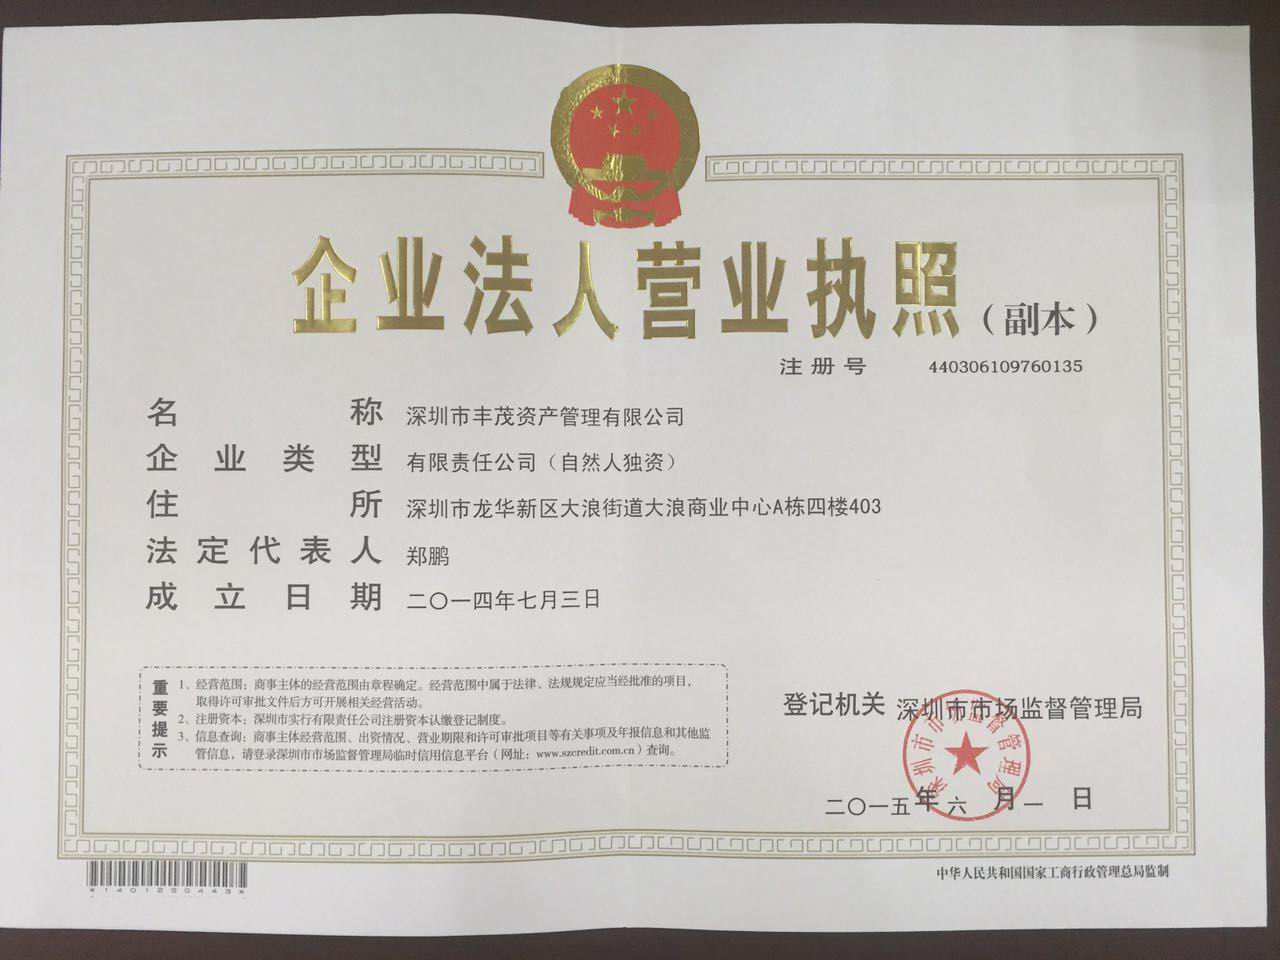 企业法人营业执照（副本）
注册号 440306109760135
名称 深圳市丰茂资产管理有限公司
企业类型 有限责任公司（自然人独资）
住所 深圳市龙华新区大浪街道大浪商业中心A栋四楼403
法定代表人 郑鹏
成立日期 二〇一四年七月三日
重要提示
1、经营范围：商事主体的经营范围由章程确定。经营范围中属于法律、法规规定应当经批准的项目，
取得许可审批文件后方可开展相关经营活动。
2、注册资本：深圳市实行有限责任公司注册资本认缴登记制度。
3、信息查询：商事主体经营范围、出资情况、营业期限和许可审批项目等有关事项及年报信息和其他监
管信息，请登录深圳市市场监督管理局临时信用信息平台（网址：www.szcredit.com.cn）查询。
登记机关 深圳市市场监督管理局
深圳市市场监督管理局
二〇一五年六月一日
*1401250443*
中华人民共和国国家工商行政管理总局监制